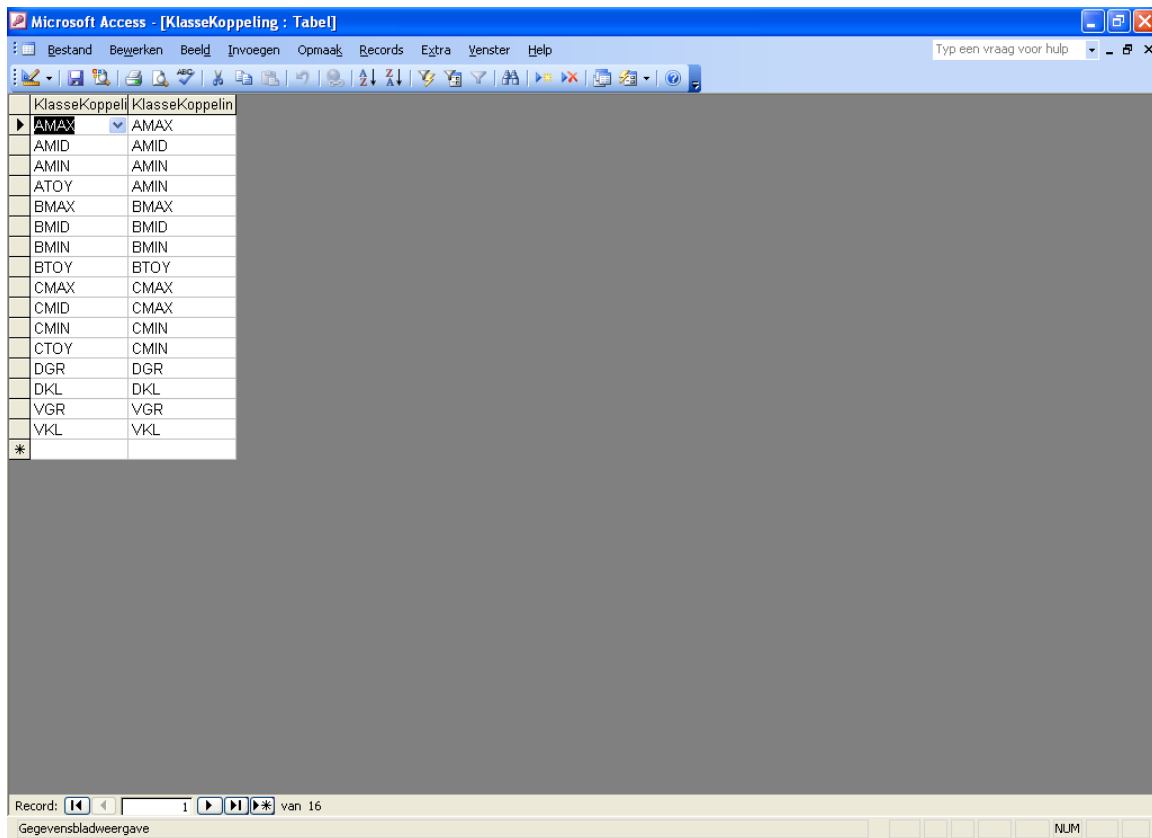 Microsoft Access - [KlasseKoppeling : Tabel]
Bestand Bewerken Beeld Invoegen Opmaak Records Extra Venster Help Typ een vraag voor hulp
KlasseKoppeli KlasseKoppelin
AMAX AMAX
AMID AMID
AMIN AMIN
ATOY AMIN
BMAX BMAX
BMID BMID
BMIN BMIN
BTOY BTOY
CMAX CMAX
CMID CMAX
CMIN CMIN
CTOY CMIN
DGR DGR
DKL DKL
VGR VGR
VKL VKL
Record: 1 van 16
Gegevensbladweergave NUM